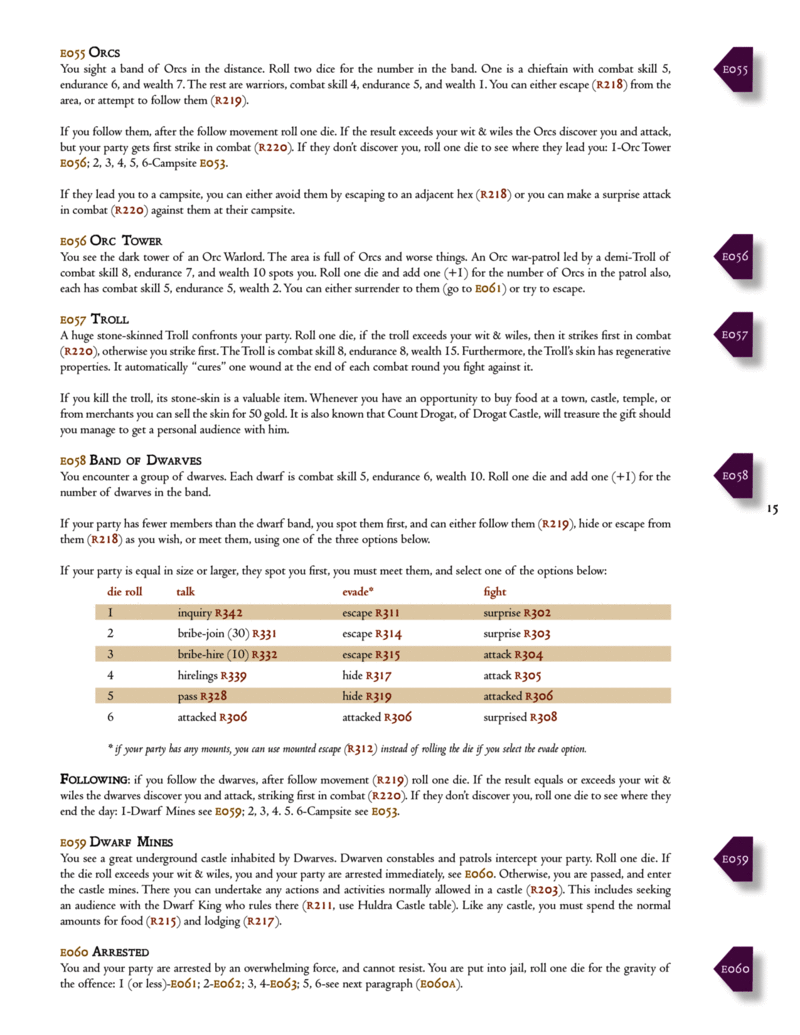 E055 Orcs
You sight a band of Orcs in the distance. Roll two dice for the number in the band. One is a chieftain with combat skill 5,
endurance 6, and wealth 7. The rest are warriors, combat skill 4, endurance 5, and wealth 1. You can either escape (R218) from the
area, or attempt to follow them (R219).
E055
If you follow them, after the follow movement roll one die. If the result exceeds your wit & wiles the Orcs discover you and attack,
but your party gets first strike in combat (R220). If they don't discover you, roll one die to see where they lead you: 1-Orc Tower
E056; 2, 3, 4, 5, 6-Campsite E053.
If they lead you to a campsite, you can either avoid them by escaping to an adjacent hex (R218) or you can make a surprise attack
in combat (R220) against them at their campsite.
E056 Orc Tower
You see the dark tower of an Orc Warlord. The area is full of Orcs and worse things. An Orc war-patrol led by a demi-Troll of
combat skill 8, endurance 7, and wealth 10 spots you. Roll one die and add one (+1) for the number of Orcs in the patrol also,
each has combat skill 5, endurance 5, wealth 2. You can either surrender to them (go to E061) or try to escape.
E056
E057 Troll
A huge stone-skinned Troll confronts your party. Roll one die, if the troll exceeds your wit & wiles, then it strikes first in combat
(R220), otherwise you strike first. The Troll is combat skill 8, endurance 8, wealth 15. Furthermore, the Troll's skin has regenerative
properties. It automatically “cures” one wound at the end of each combat round you fight against it.
E057
If you kill the troll, its stone-skin is a valuable item. Whenever you have an opportunity to buy food at a town, castle, temple, or
from merchants you can sell the skin for 50 gold. It is also known that Count Drogat, of Drogat Castle, will treasure the gift should
you manage to get a personal audience with him.
E058 Band of Dwarves
You encounter a group of dwarves. Each dwarf is combat skill 5, endurance 6, wealth 10. Roll one die and add one (+1) for the
number of dwarves in the band.
E058
15
If your party has fewer members than the dwarf band, you spot them first, and can either follow them (R219), hide or escape from
them (R218) as you wish, or meet them, using one of the three options below.
If your party is equal in size or larger, they spot you first, you must meet them, and select one of the options below:
die roll talk evade* fight
1 inquiry R342 escape R311 surprise R302
2 bribe-join (30) R331 escape R314 surprise R303
3 bribe-hire (10) R332 escape R315 attack R304
4 hirelings R339 hide R317 attack R305
5 pass R328 hide R319 attacked R306
6 attacked R306 attacked R306 surprised R308
* if your party has any mounts, you can use mounted escape (R312) instead of rolling the die if you select the evade option.
Following: if you follow the dwarves, after follow movement (R219) roll one die. If the result equals or exceeds your wit &
wiles the dwarves discover you and attack, striking first in combat (R220). If they don't discover you, roll one die to see where they
end the day: 1-Dwarf Mines see E059; 2, 3, 4. 5. 6-Campsite see E053.
E059 Dwarf Mines
You see a great underground castle inhabited by Dwarves. Dwarven constables and patrols intercept your party. Roll one die. If
the die roll exceeds your wit & wiles, you and your party are arrested immediately, see E060. Otherwise, you are passed, and enter
the castle mines. There you can undertake any actions and activities normally allowed in a castle (R203). This includes seeking
an audience with the Dwarf King who rules there (R211, use Huldra Castle table). Like any castle, you must spend the normal
amounts for food (R215) and lodging (R217).
E059
E060 Arrested
You and your party are arrested by an overwhelming force, and cannot resist. You are put into jail, roll one die for the gravity of
the offence: 1 (or less)-E061; 2-E062; 3, 4-E063; 5, 6-see next paragraph (E060A).
E060